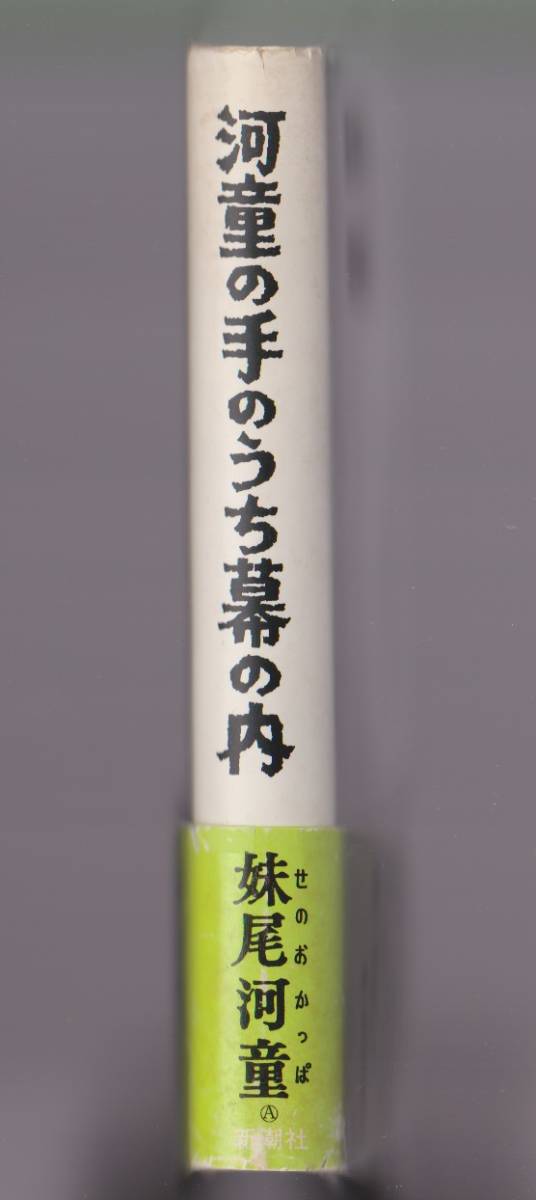 河童の手のうち幕の内
妹尾河童
せのおかっぱ
Ⓐ
新潮社